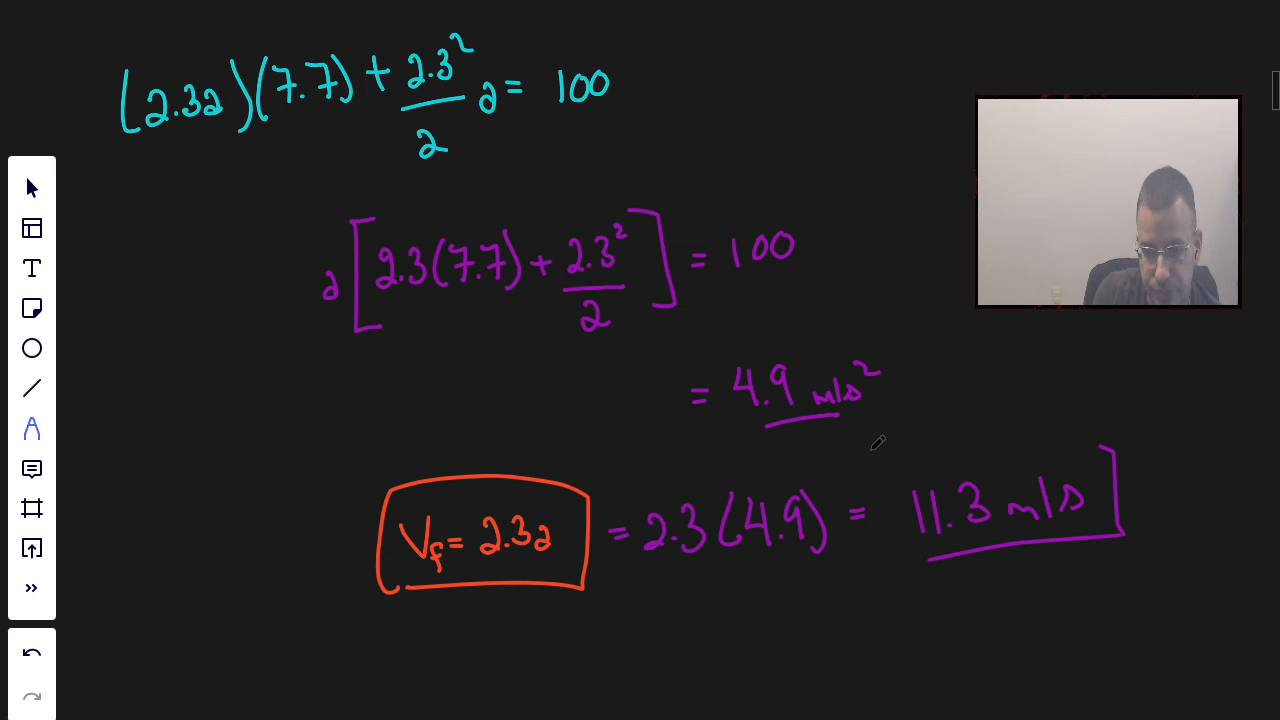 (2.3a)(7.7) + 2.3²/2 a = 100
a[2.3(7.7) + 2.3²/2] = 100
= 4.9 m/s²
V_f = 2.3a = 2.3(4.9) = 11.3 m/s